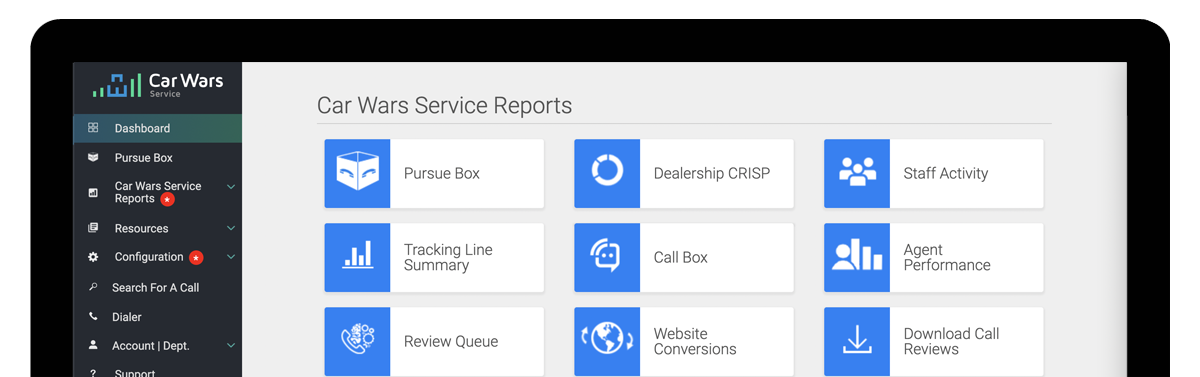 Car Wars
Service
Dashboard
Pursue Box
Car Wars Service
Reports
Resources
Configuration
Search For A Call
Dialer
Account | Dept.
Support
Car Wars Service Reports
Pursue Box
Dealership CRISP
Staff Activity
Tracking Line
Summary
Call Box
Agent
Performance
Review Queue
Website
Conversions
Download Call
Reviews